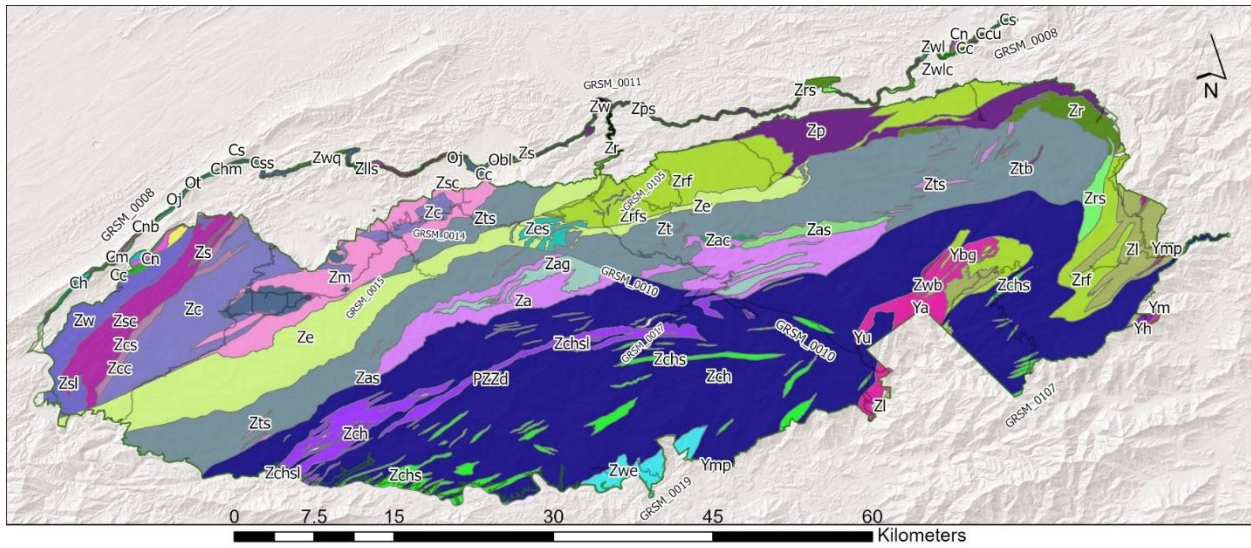 Cs
Cn
Ccu
Zwl
Cc
GRSM_0008
Zwlc
GRSM_0011
Zrs
Zw
Zps
N
Zp
Zr
Cs
Css
Zwq
Zlls
Oj
Obl
Zs
Zr
Chm
Cc
Ot
Oj
Zsc
Zrf
Ztb
GRSM_0008
Zc
Zts
GRSM_0105
Zts
Zrs
Cnb
Zrfs
Ze
GRSM_0014
Zes
Zt
Zas
Cm
Cn
Zs
Zac
Zl
Ymp
Cc
Zm
Zag
Ybg
Ch
GRSM_0015
GRSM_0010
Zwb
Zchs
Zrf
Zw
Zsc
Zc
Za
Ya
Ym
Zcs
Ze
GRSM_0017
GRSM_0010
Yu
Yh
Zcc
Zchsl
Zchs
Zsl
Zas
PZZd
Zch
GRSM_0107
Zts
Zch
Zl
Zchsl
Zchs
Zwe
Ymp
GRSM_0019
0 7.5 15 30 45 60
Kilometers